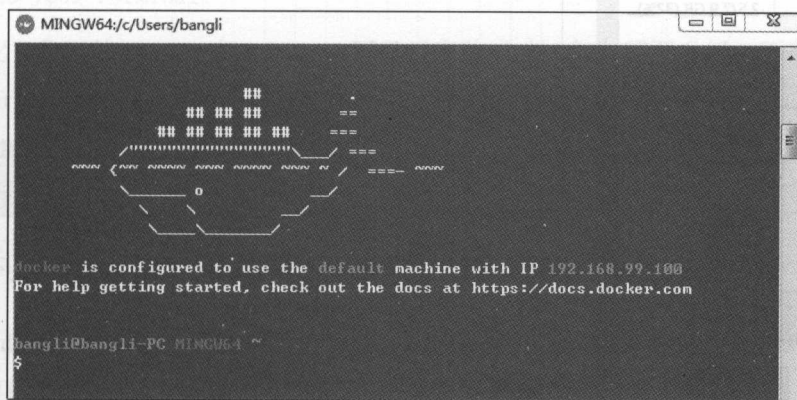 MINGW64:/c/Users/bangli
docker is configured to use the default machine with IP 192.168.99.100
For help getting started, check out the docs at https://docs.docker.com
bangli@bangli-PC MINGW64 ~
$